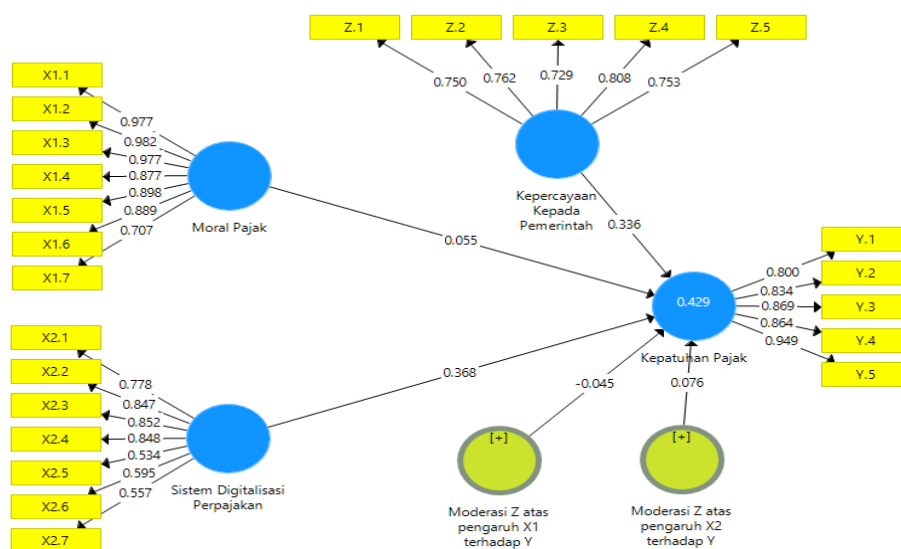 Z.1
Z.2
Z.3
Z.4
Z.5
0.750
0.762
0.729
0.808
0.753
Kepercayaan
Kepada
Pemerintah
X1.1
X1.2
X1.3
X1.4
X1.5
X1.6
X1.7
0.977
0.982
0.977
0.877
0.898
0.889
0.707
Moral Pajak
0.055
0.336
X2.1
X2.2
X2.3
X2.4
X2.5
X2.6
X2.7
0.778
0.847
0.852
0.848
0.534
0.595
0.557
Sistem Digitalisasi
Perpajakan
0.368
0.429
Kepatuhan Pajak
0.800
0.834
0.869
0.864
0.949
Y.1
Y.2
Y.3
Y.4
Y.5
-0.045
0.076
[+]
Moderasi Z atas
pengaruh X1
terhadap Y
[+]
Moderasi Z atas
pengaruh X2
terhadap Y